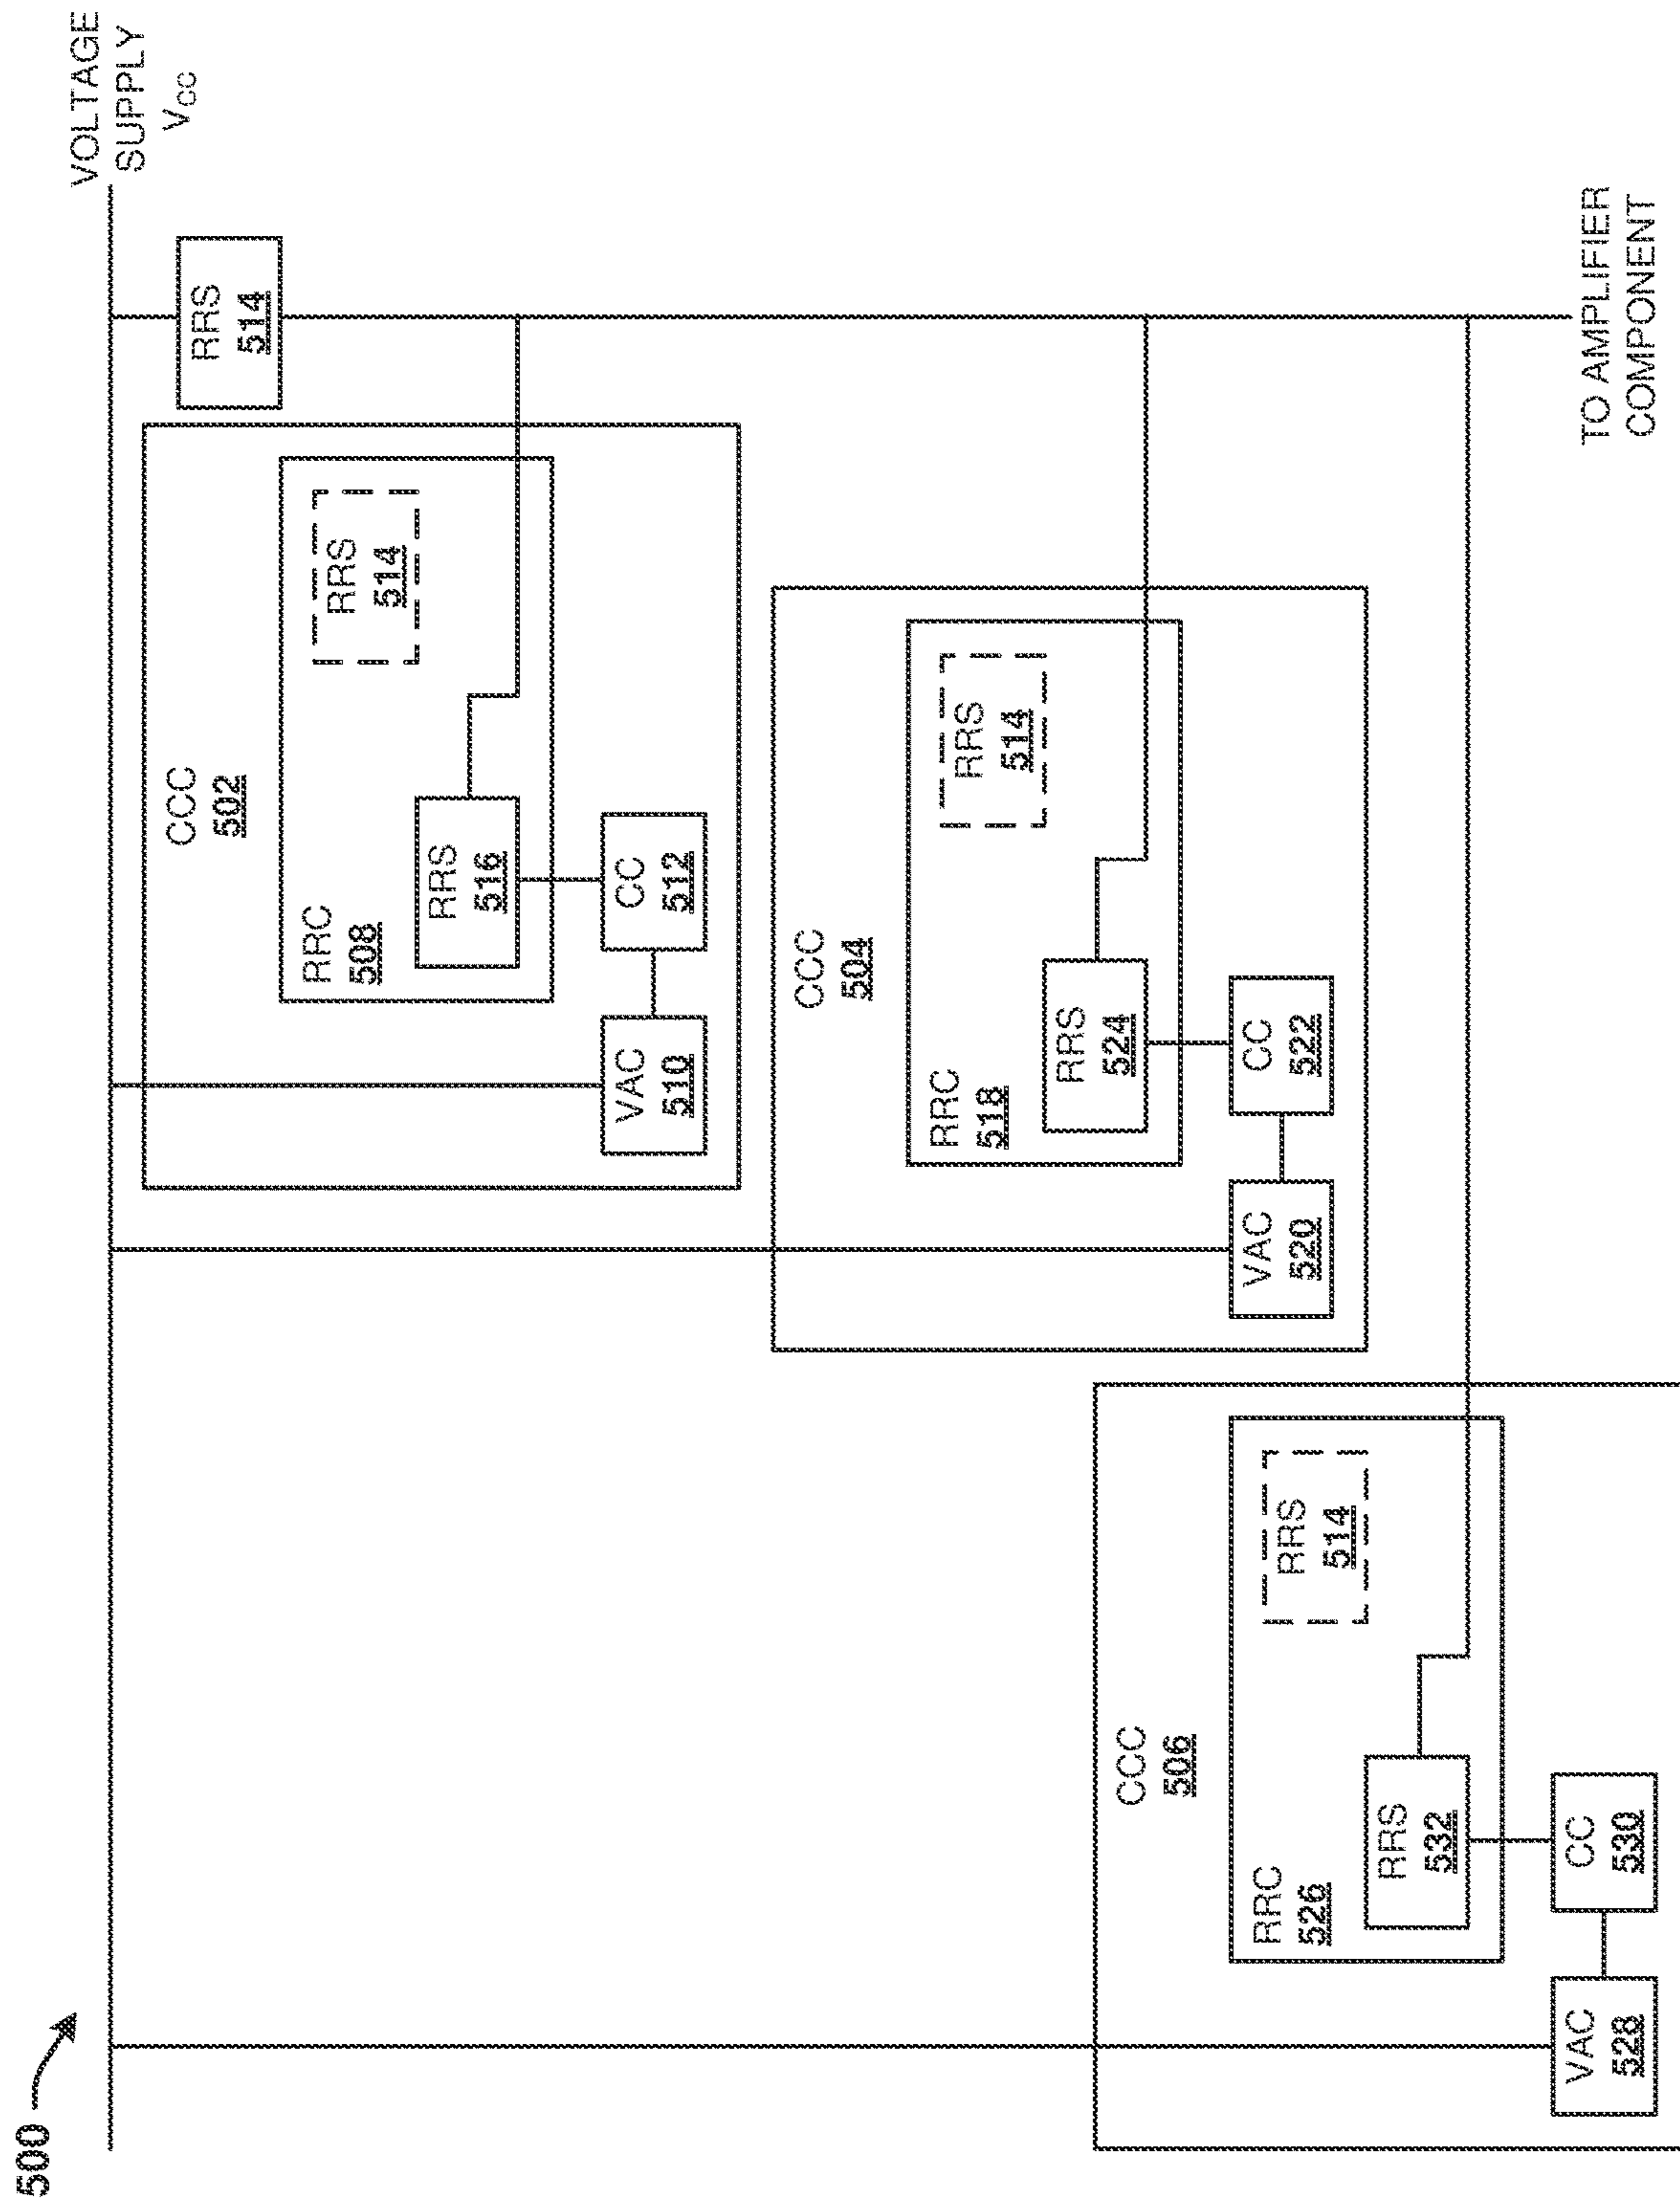 500
VOLTAGE
SUPPLY
VCC
RRS
514
CCC
502
RRC
508
RRS
514
RRS
516
VAC
510
CC
512
CCC
504
RRC
518
RRS
514
RRS
524
VAC
520
CC
522
CCC
506
RRC
526
RRS
514
RRS
532
VAC
528
CC
530
TO AMPLIFIER
COMPONENT